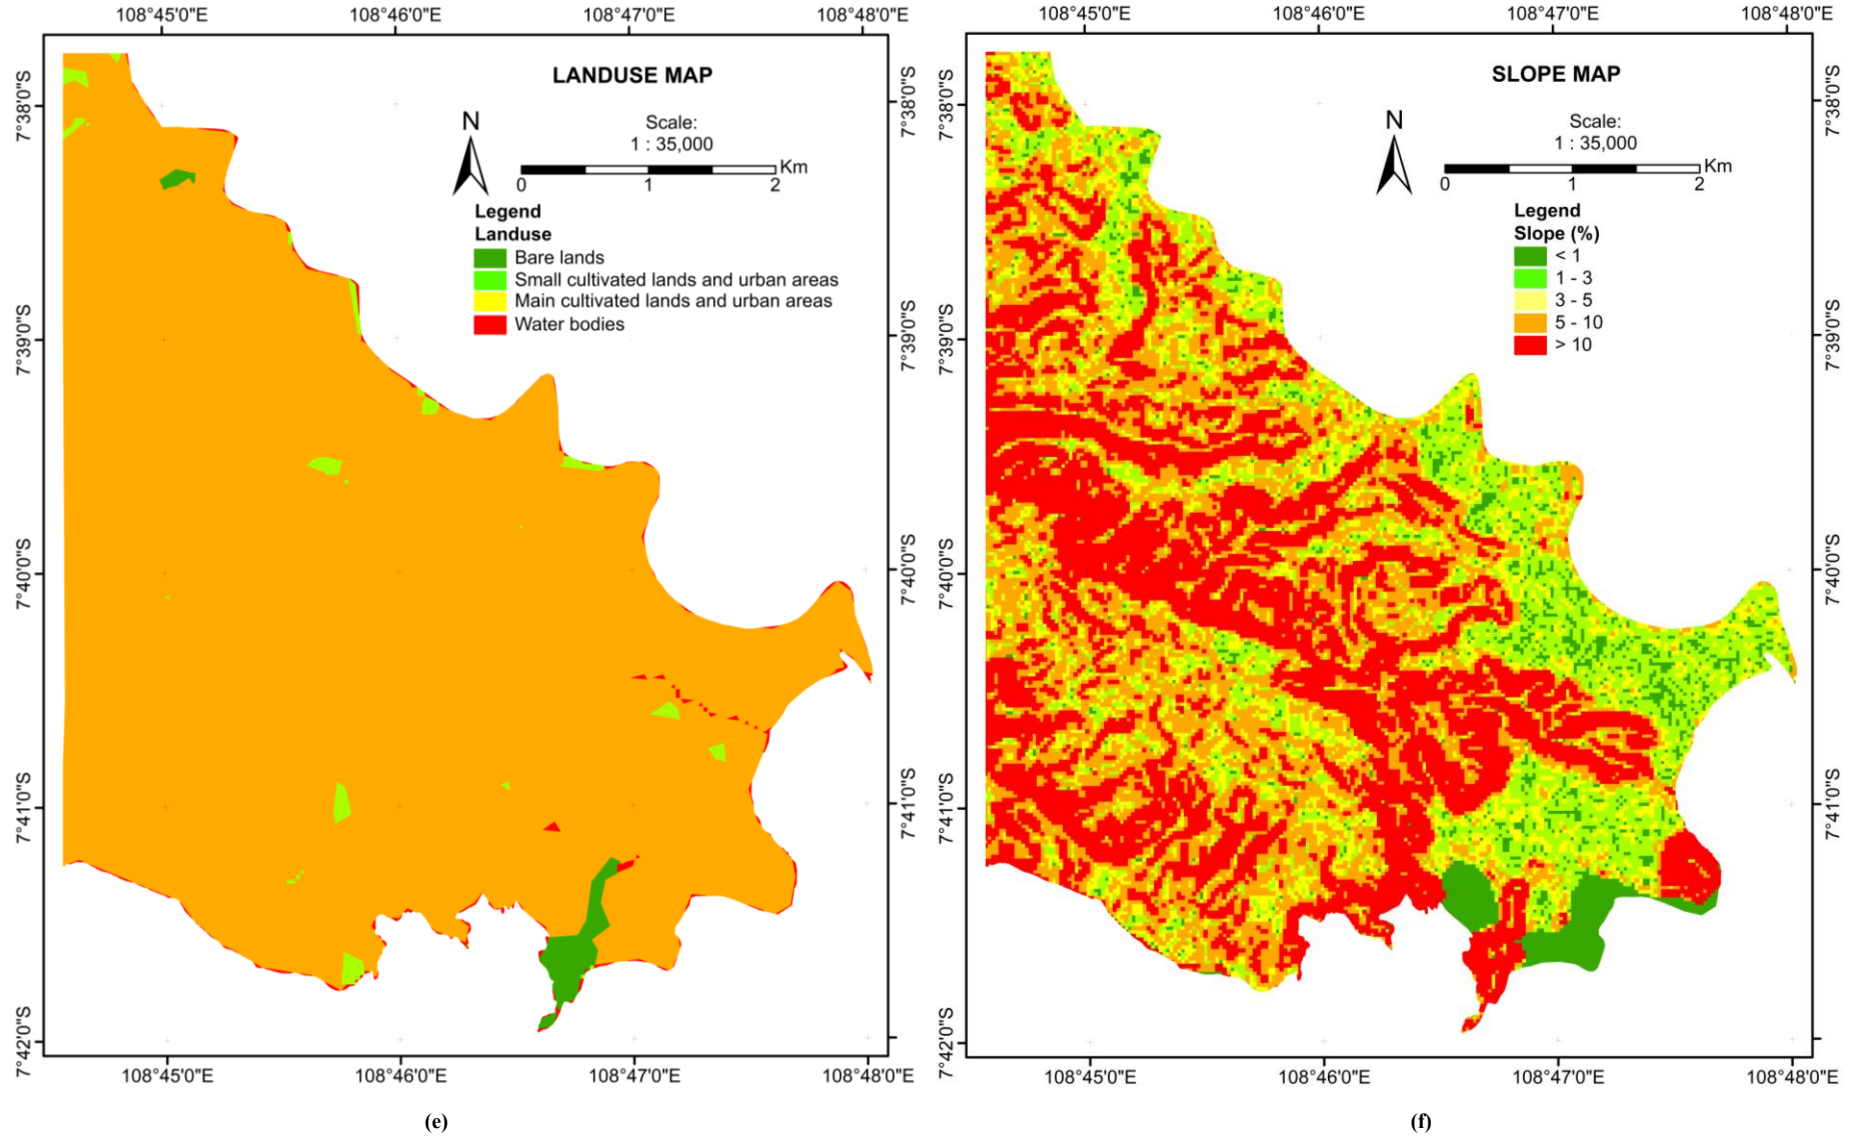 108°45'0"E 108°46'0"E 108°47'0"E 108°48'0"E
LANDUSE MAP
N
Scale:
1 : 35,000
Km
0 1 2
Legend
Landuse
Bare lands
Small cultivated lands and urban areas
Main cultivated lands and urban areas
Water bodies
7°38'0"S
7°39'0"S
7°40'0"S
7°41'0"S
7°42'0"S
7°38'0"S
7°39'0"S
7°40'0"S
7°41'0"S
108°45'0"E 108°46'0"E 108°47'0"E 108°48'0"E
(e)
108°45'0"E 108°46'0"E 108°47'0"E 108°48'0"E
SLOPE MAP
N
Scale:
1 : 35,000
Km
0 1 2
Legend
Slope (%)
< 1
1 - 3
3 - 5
5 - 10
> 10
7°38'0"S
7°39'0"S
7°40'0"S
7°41'0"S
7°42'0"S
7°38'0"S
7°39'0"S
7°40'0"S
7°41'0"S
108°45'0"E 108°46'0"E 108°47'0"E 108°48'0"E
(f)